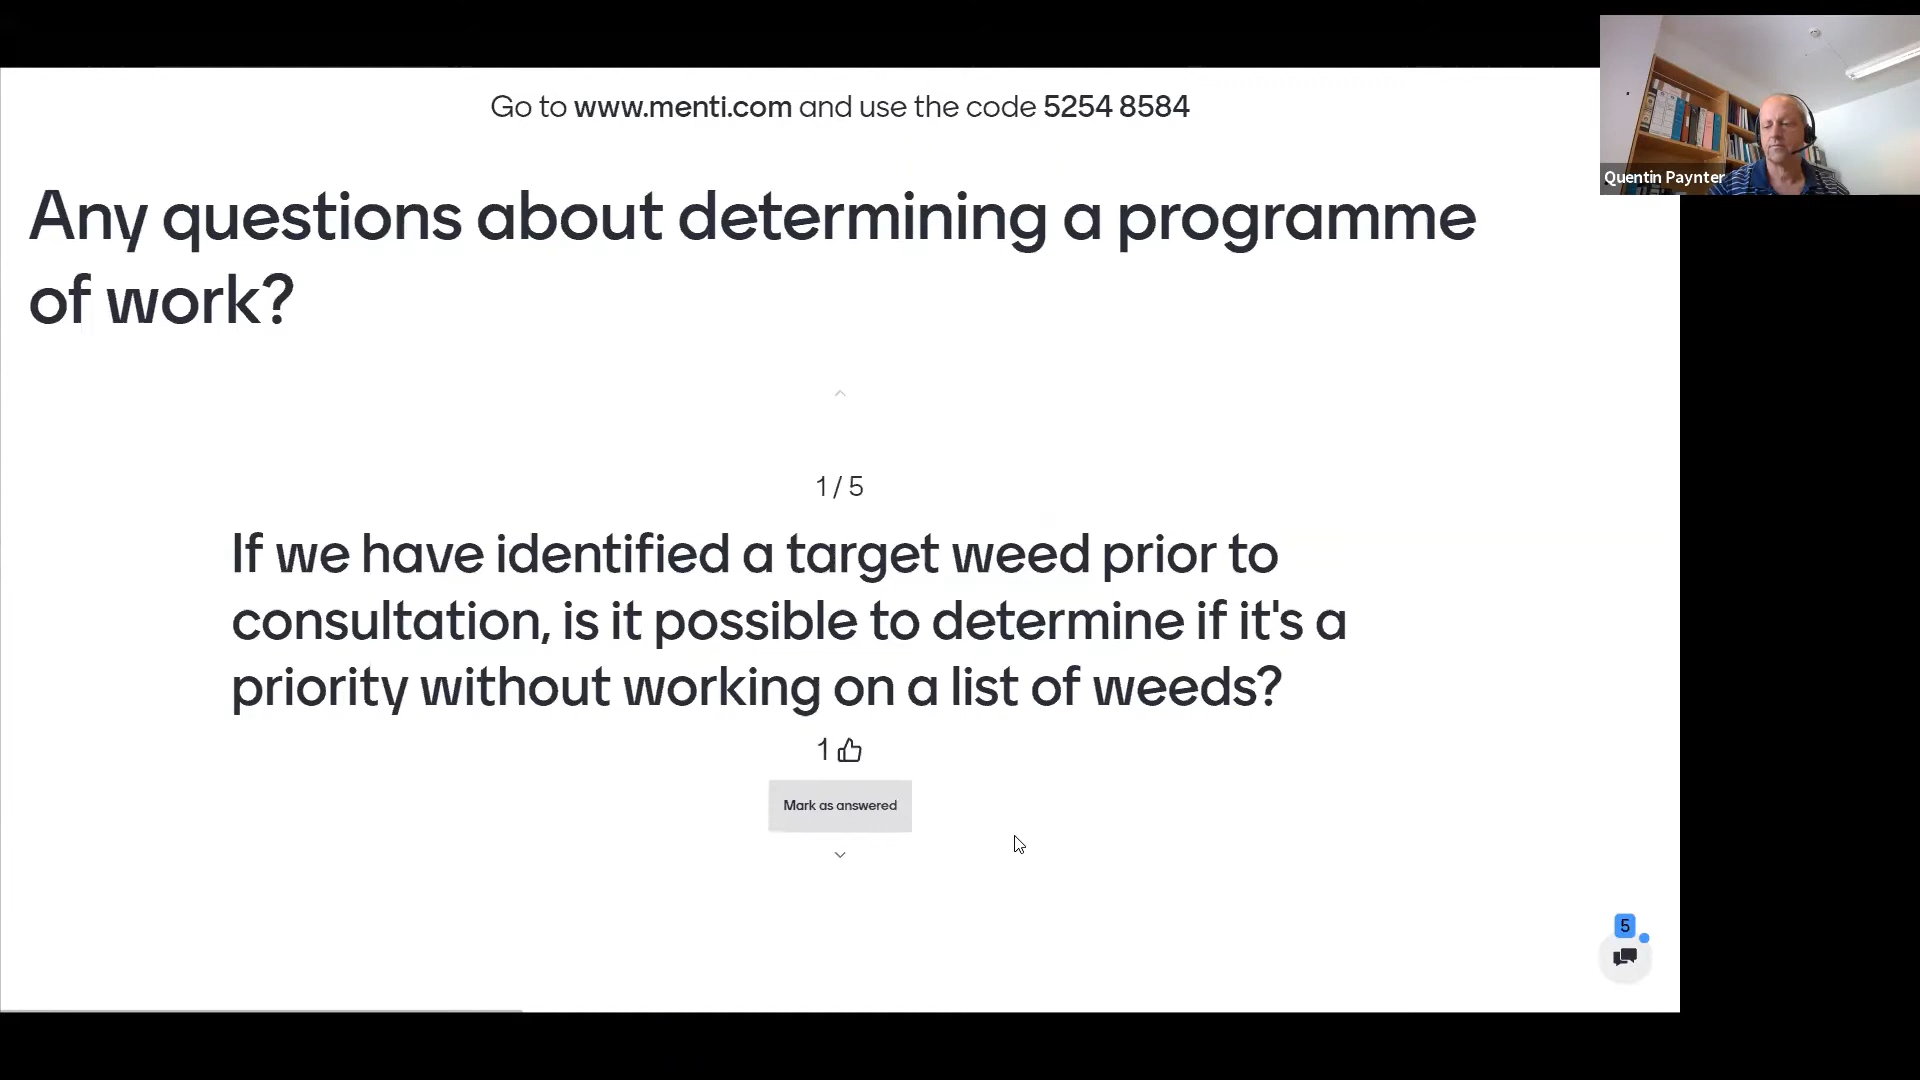 Go to www.menti.com and use the code 5254 8584
Quentin Paynter
Any questions about determining a programme
of work?
1 / 5
If we have identified a target weed prior to
consultation, is it possible to determine if it's a
priority without working on a list of weeds?
1
Mark as answered
5